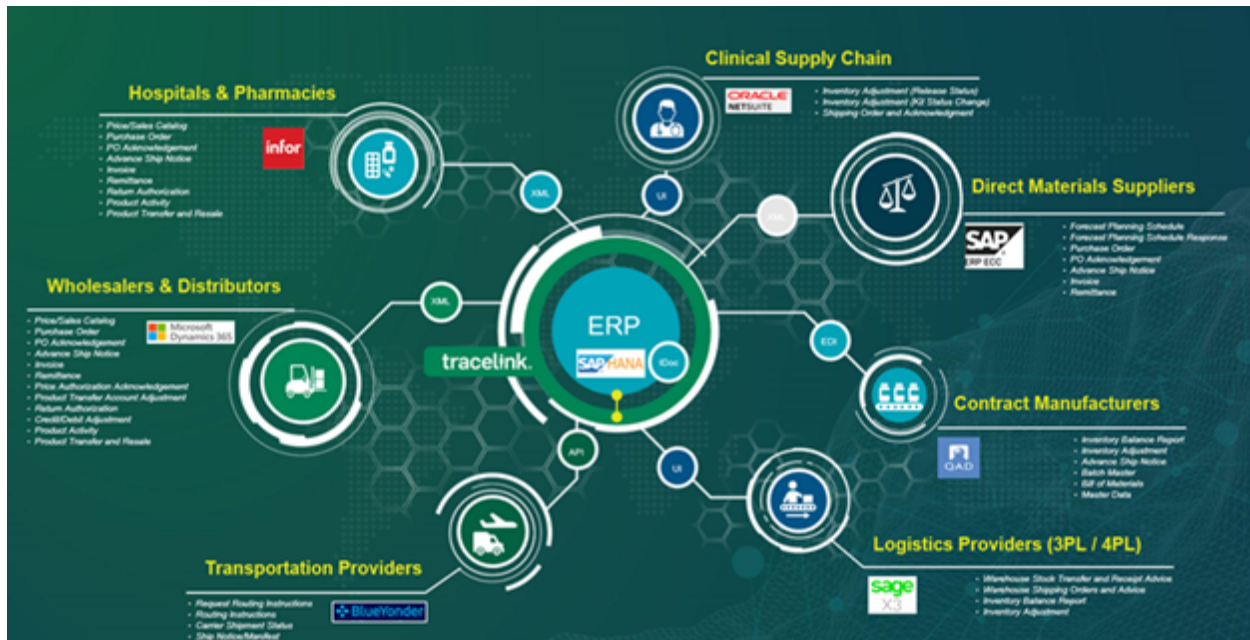 Clinical Supply Chain
ORACLE
NETSUITE
- Inventory Adjustment (Release Status)
- Inventory Adjustment (Kit Status Change)
- Shipping Order and Acknowledgment
Hospitals & Pharmacies
- Price/Sales Catalog
- Purchase Order
- PO Acknowledgement
- Advance Ship Notice
- Invoice
- Remittance
- Return Authorization
- Product Activity
- Product Transfer and Resale
infor
XML
UI
XML
Direct Materials Suppliers
SAP
ERP ECC
- Forecast Planning Schedule
- Forecast Planning Schedule Response
- Purchase Order
- PO Acknowledgement
- Advance Ship Notice
- Invoice
- Remittance
Wholesalers & Distributors
- Price/Sales Catalog
- Purchase Order
- PO Acknowledgement
- Advance Ship Notice
- Invoice
- Remittance
- Price Authorization Acknowledgement
- Product Transfer Account Adjustment
- Return Authorization
- Credit/Debit Adjustment
- Product Activity
- Product Transfer and Resale
Microsoft
Dynamics 365
XML
ERP
tracelink.
SAP HANA
IDoc
EDI
Contract Manufacturers
QAD
- Inventory Balance Report
- Inventory Adjustment
- Advance Ship Notice
- Batch Master
- Bill of Materials
- Master Data
API
UI
Logistics Providers (3PL / 4PL)
sage
X3
- Warehouse Stock Transfer and Receipt Advice
- Warehouse Shipping Orders and Advice
- Inventory Balance Report
- Inventory Adjustment
Transportation Providers
- Request Routing Instructions
- Routing Instructions
- Carrier Shipment Status
- Ship Notice/Manifest
BlueYonder